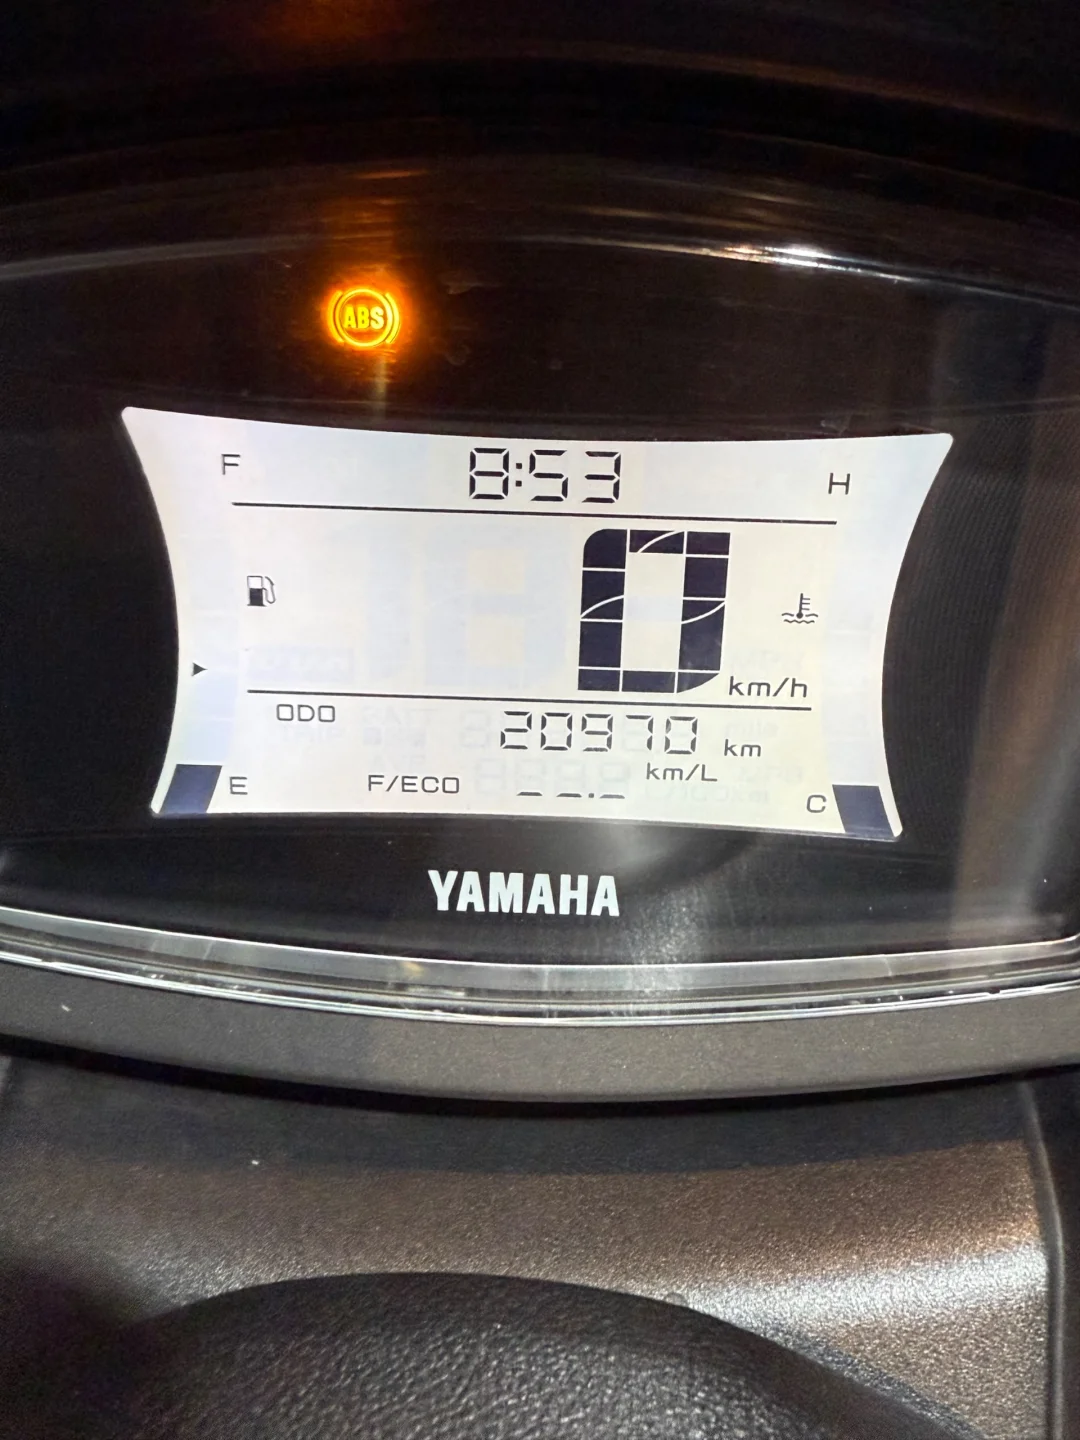 ABS
F 8:53 H
0 km/h
ODO 20970 km
km/L
E F/ECO --.- C
YAMAHA